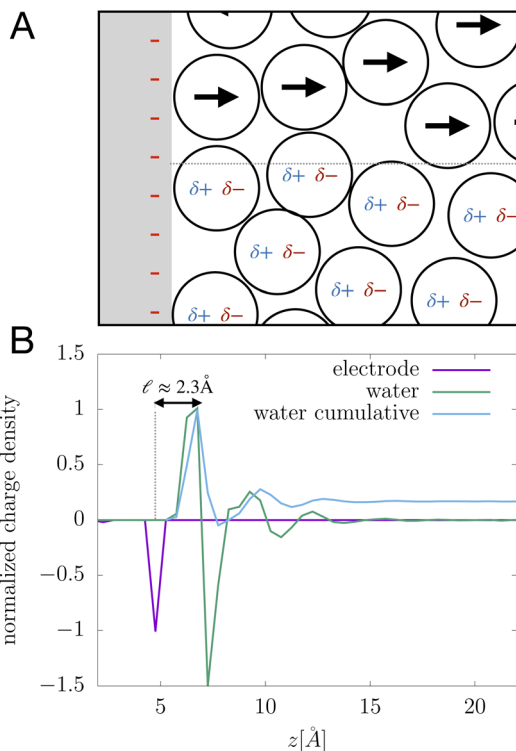 A
δ+ δ− δ+ δ− δ+ δ− δ+ δ−
δ+ δ− δ+ δ− δ+ δ−
δ+ δ−
B
ℓ ≈ 2.3Å
electrode
water
water cumulative
normalized charge density
1.5
1
0.5
0
−0.5
−1
−1.5
5 10 15 20
z[Å]